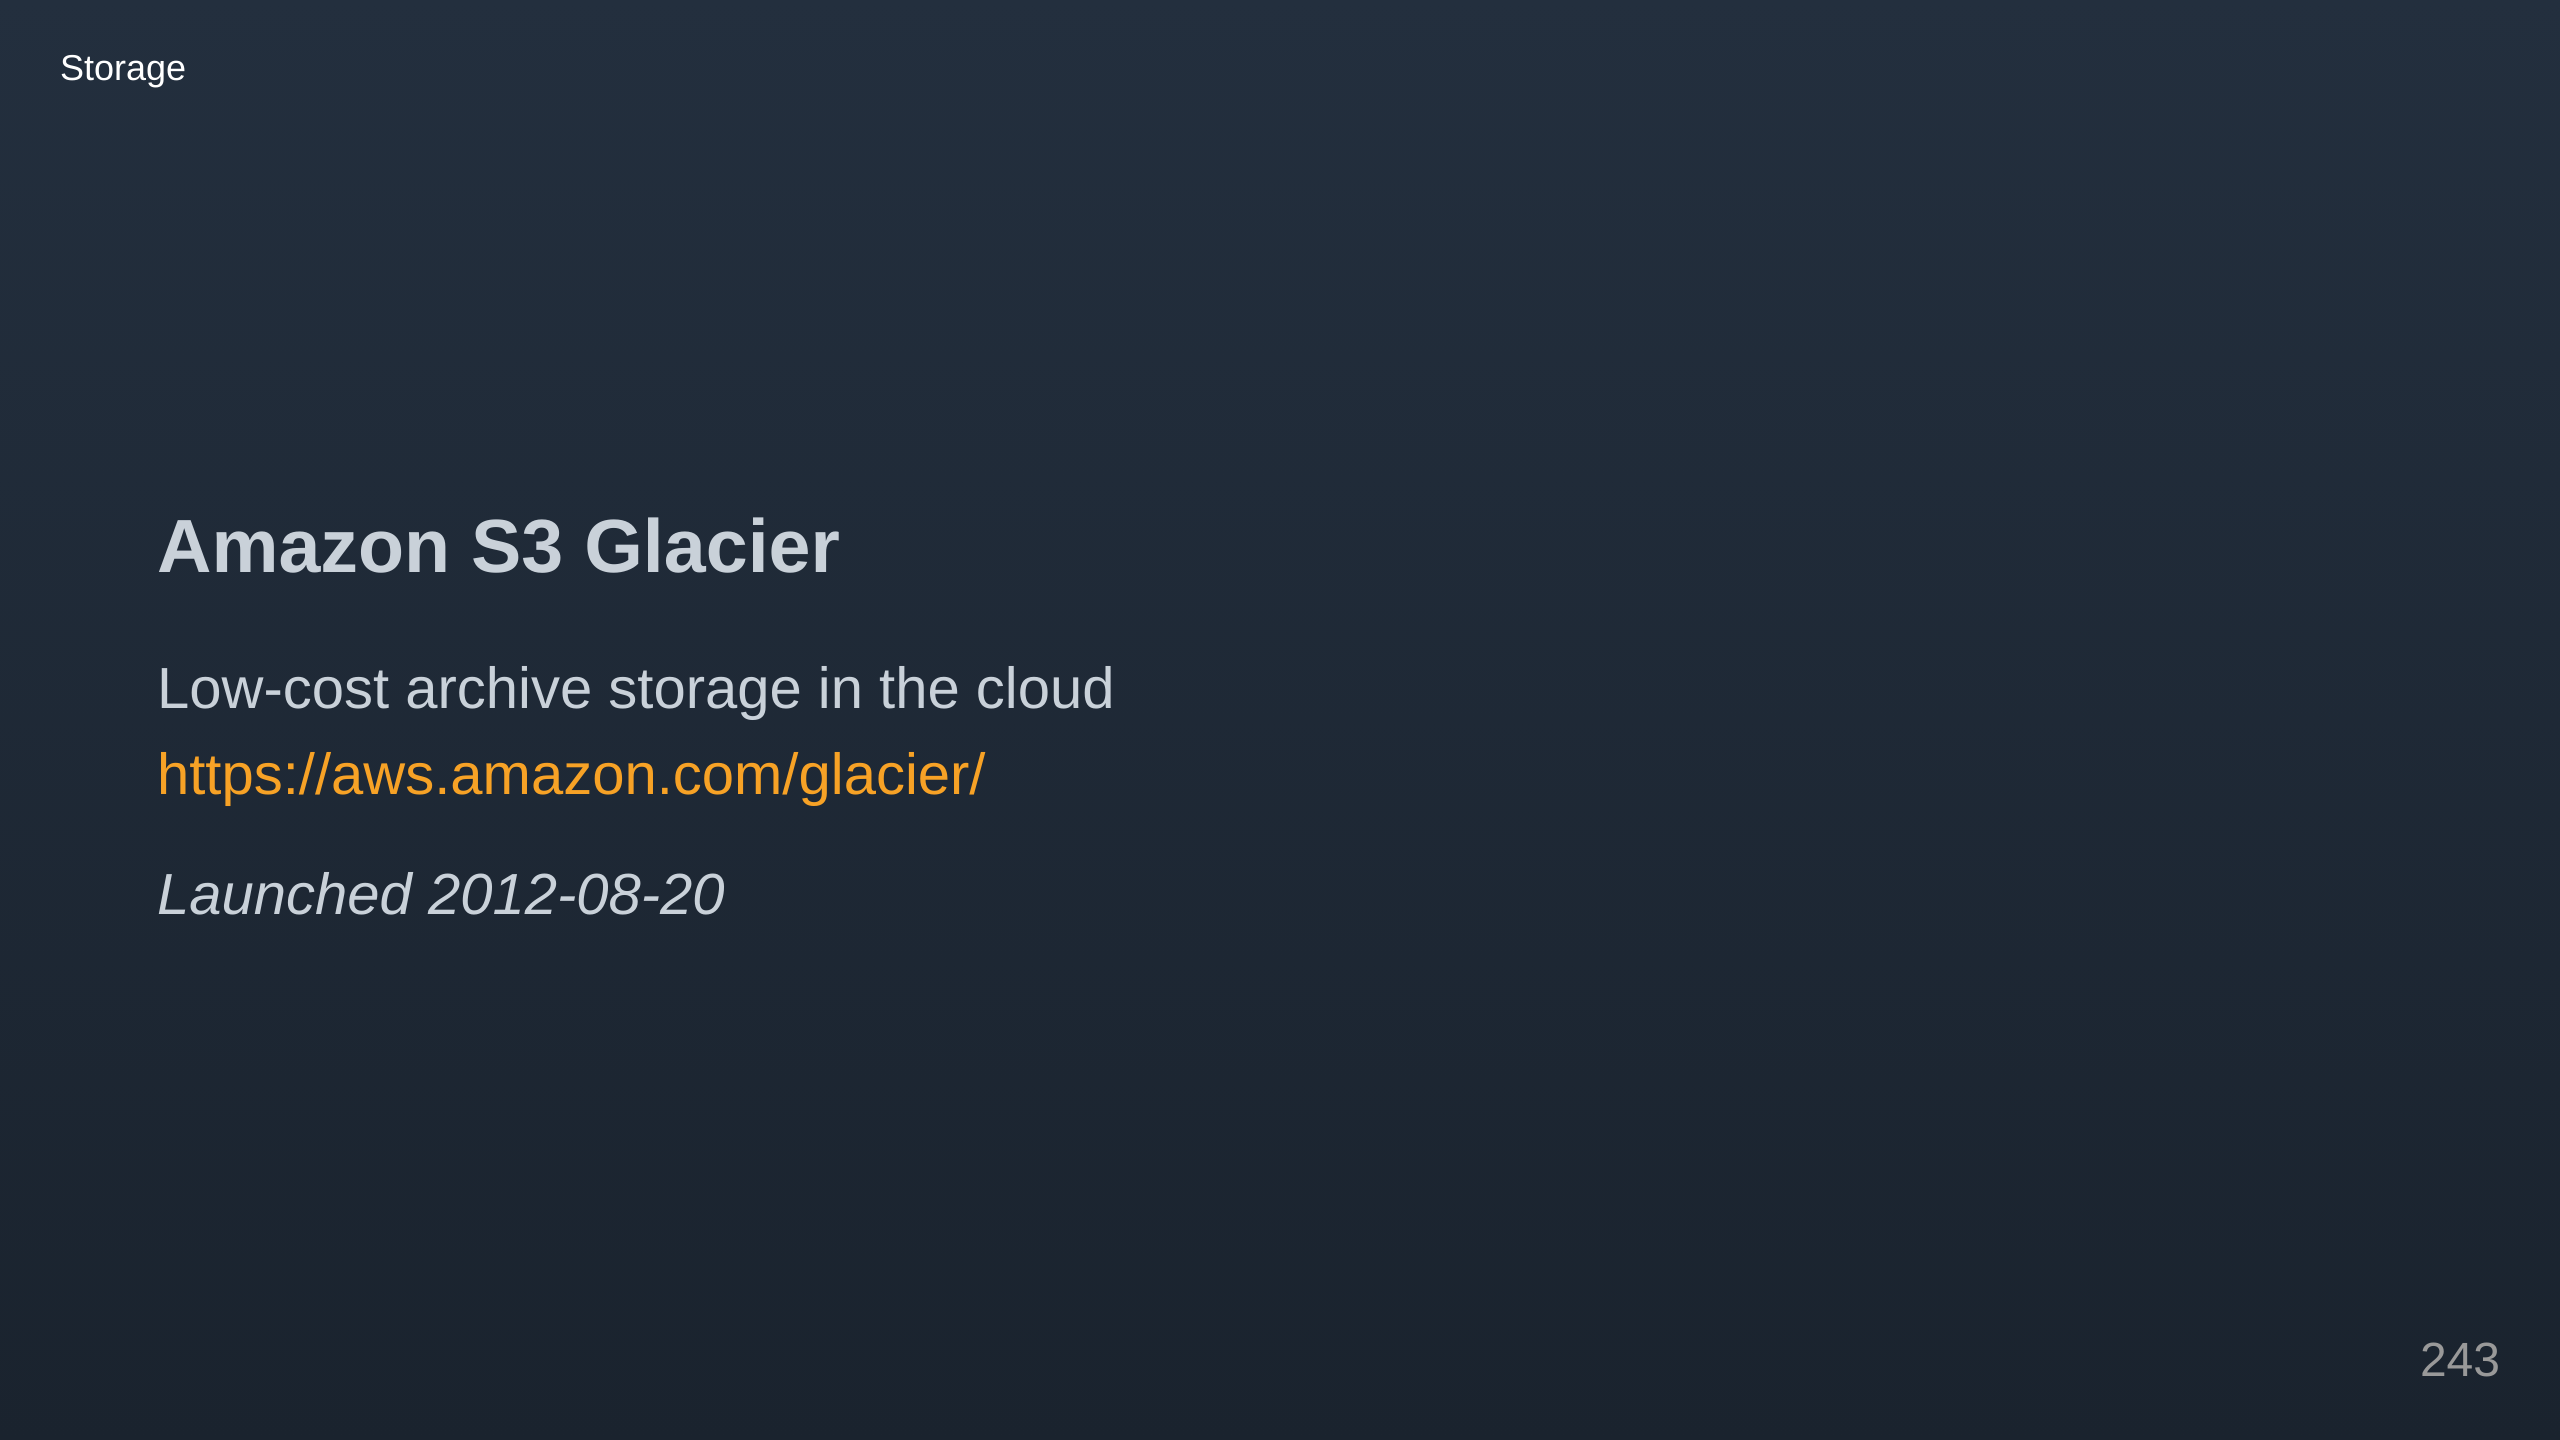 Storage
Amazon S3 Glacier
Low-cost archive storage in the cloud
https://aws.amazon.com/glacier/
Launched 2012-08-20
243